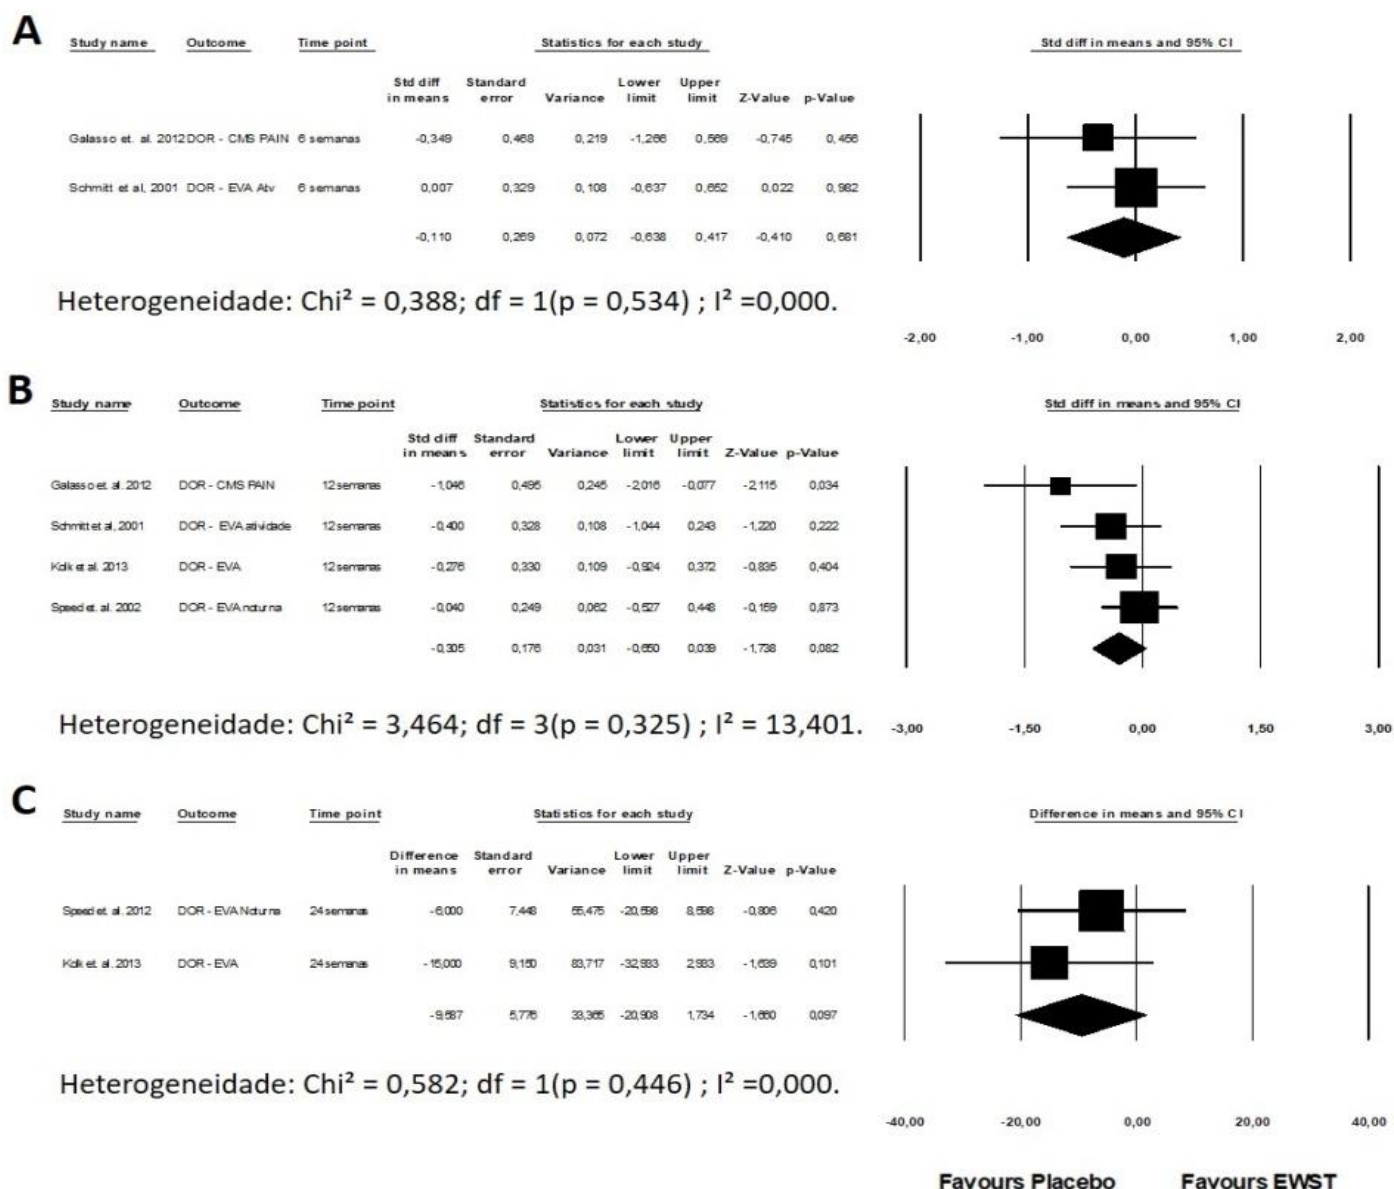 A
Study name Outcome Time point Statistics for each study Std diff in means and 95% CI
Std diff in means Standard error Variance Lower limit Upper limit Z-Value p-Value
Galasso et. al. 2012 DOR - CMS PAIN 6 semanas -0,349 0,468 0,219 -1,266 0,569 -0,745 0,456
Schmitt et al, 2001 DOR - EVA Atv 6 semanas 0,007 0,329 0,108 -0,637 0,652 0,022 0,982
-0,110 0,269 0,072 -0,638 0,417 -0,410 0,681
Heterogeneidade: Chi² = 0,388; df = 1(p = 0,534) ; I² =0,000.
-2,00 -1,00 0,00 1,00 2,00
B
Study name Outcome Time point Statistics for each study Std diff in means and 95% CI
Std diff in means Standard error Variance Lower limit Upper limit Z-Value p-Value
Galasso et. al. 2012 DOR - CMS PAIN 12 semanas -1,046 0,495 0,245 -2,016 -0,077 -2,115 0,034
Schmitt et al, 2001 DOR - EVA atividade 12 semanas -0,400 0,328 0,108 -1,044 0,243 -1,220 0,222
Kolk et al. 2013 DOR - EVA 12 semanas -0,276 0,330 0,109 -0,924 0,372 -0,835 0,404
Speed et. al. 2002 DOR - EVA noturna 12 semanas -0,040 0,249 0,062 -0,527 0,448 -0,159 0,873
-0,305 0,176 0,031 -0,650 0,039 -1,738 0,082
Heterogeneidade: Chi² = 3,464; df = 3(p = 0,325) ; I² = 13,401.
-3,00 -1,50 0,00 1,50 3,00
C
Study name Outcome Time point Statistics for each study Difference in means and 95% CI
Difference in means Standard error Variance Lower limit Upper limit Z-Value p-Value
Speed et. al. 2012 DOR - EVA Noturna 24 semanas -6,000 7,448 55,475 -20,598 8,598 -0,806 0,420
Kolk et. al. 2013 DOR - EVA 24 semanas -15,000 9,150 83,717 -32,933 2,933 -1,639 0,101
-9,587 5,776 33,365 -20,908 1,734 -1,660 0,097
Heterogeneidade: Chi² = 0,582; df = 1(p = 0,446) ; I² =0,000.
-40,00 -20,00 0,00 20,00 40,00
Favours Placebo Favours EWST